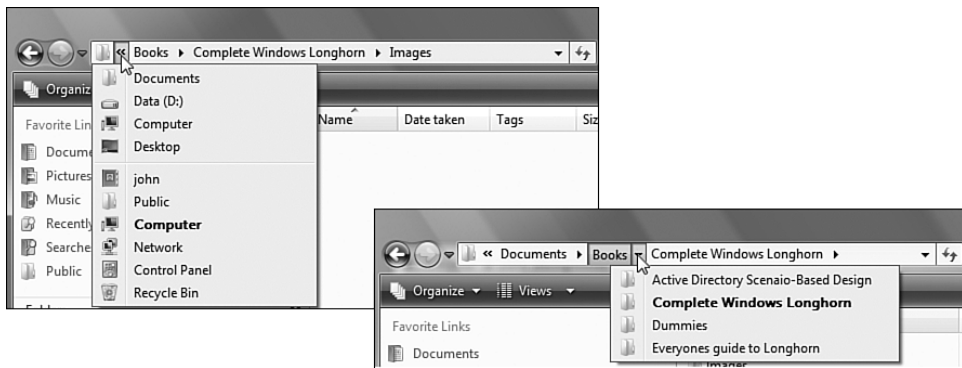 « Books ▸ Complete Windows Longhorn ▸ Images
Organiz
Documents
Data (D:)
Computer
Desktop
john
Public
Computer
Network
Control Panel
Recycle Bin
Name Date taken Tags Siz
Favorite Lin
Docume
Pictures
Music
Recently
Searche
Public
« Documents ▸ Books Complete Windows Longhorn ▸
Organize Views
Active Directory Scenaio-Based Design
Complete Windows Longhorn
Dummies
Everyones guide to Longhorn
Favorite Links
Documents